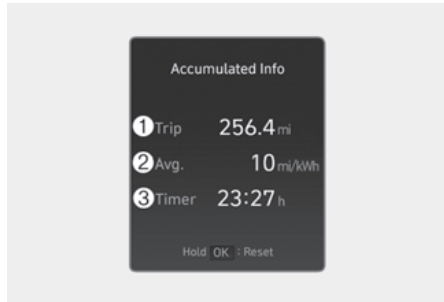 Accumulated Info
1 Trip 256.4 mi
2 Avg. 10 mi/kWh
3 Timer 23:27 h
Hold OK : Reset